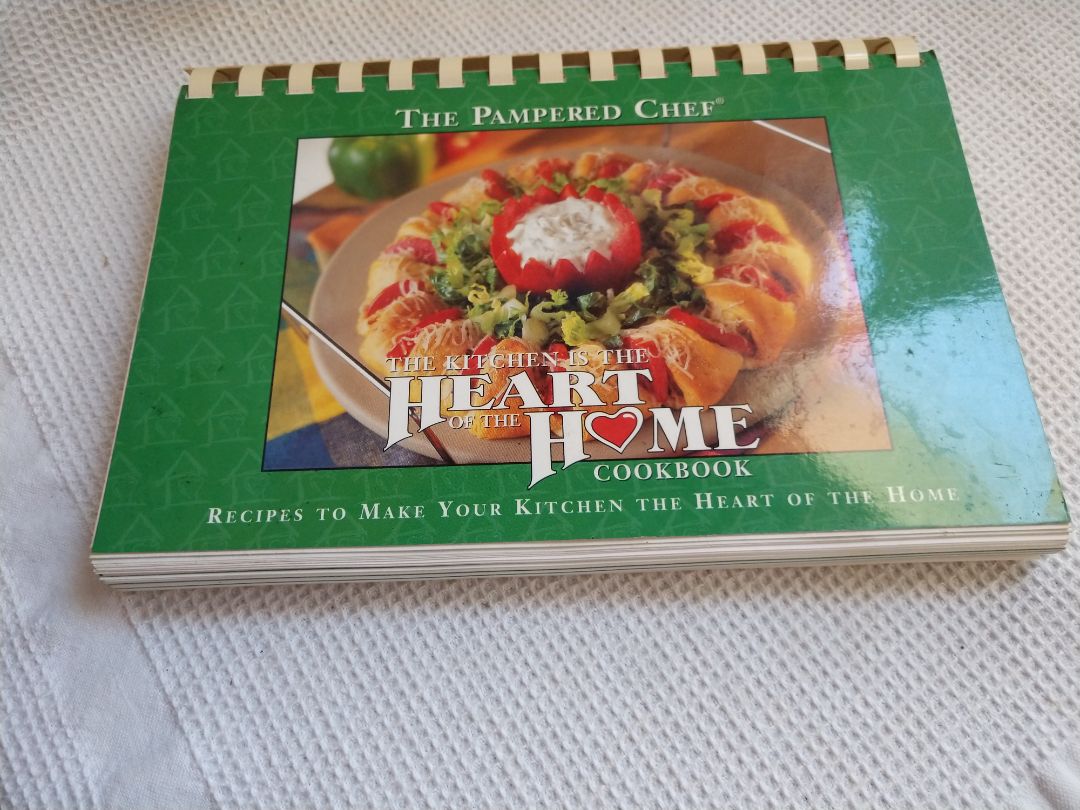 THE PAMPERED CHEF®
THE KITCHEN IS THE
HEART
OF THE
HOME
COOKBOOK
RECIPES TO MAKE YOUR KITCHEN THE HEART OF THE HOME